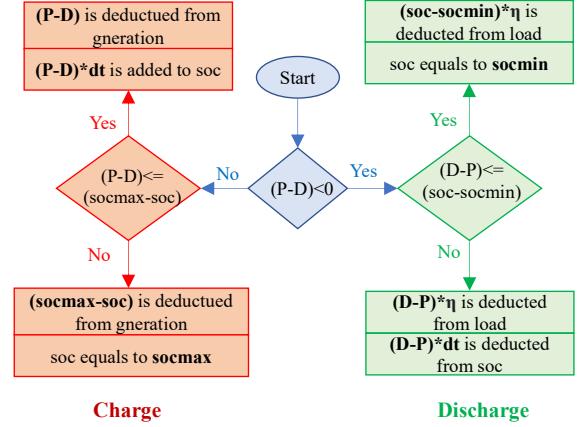 (P-D) is deductued from
gneration
(P-D)*dt is added to soc
Start
(soc-socmin)*η is
deducted from load
soc equals to socmin
Yes
Yes
(P-D)<=
(socmax-soc)
No
(P-D)<0
Yes
(D-P)<=
(soc-socmin)
No
No
(socmax-soc) is deductued
from gneration
soc equals to socmax
(D-P)*η is deducted
from load
(D-P)*dt is deducted
from soc
Charge
Discharge